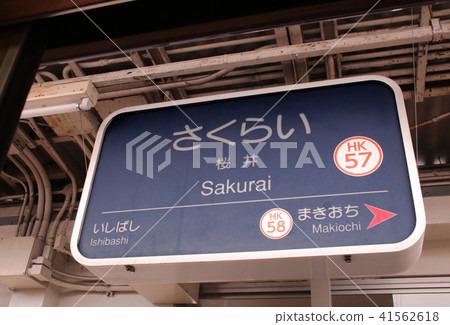 さくらい
桜井
HK
57
Sakurai
いしばし
Ishibashi
HK
58
まきおち
Makiochi
PIXTA
41562618